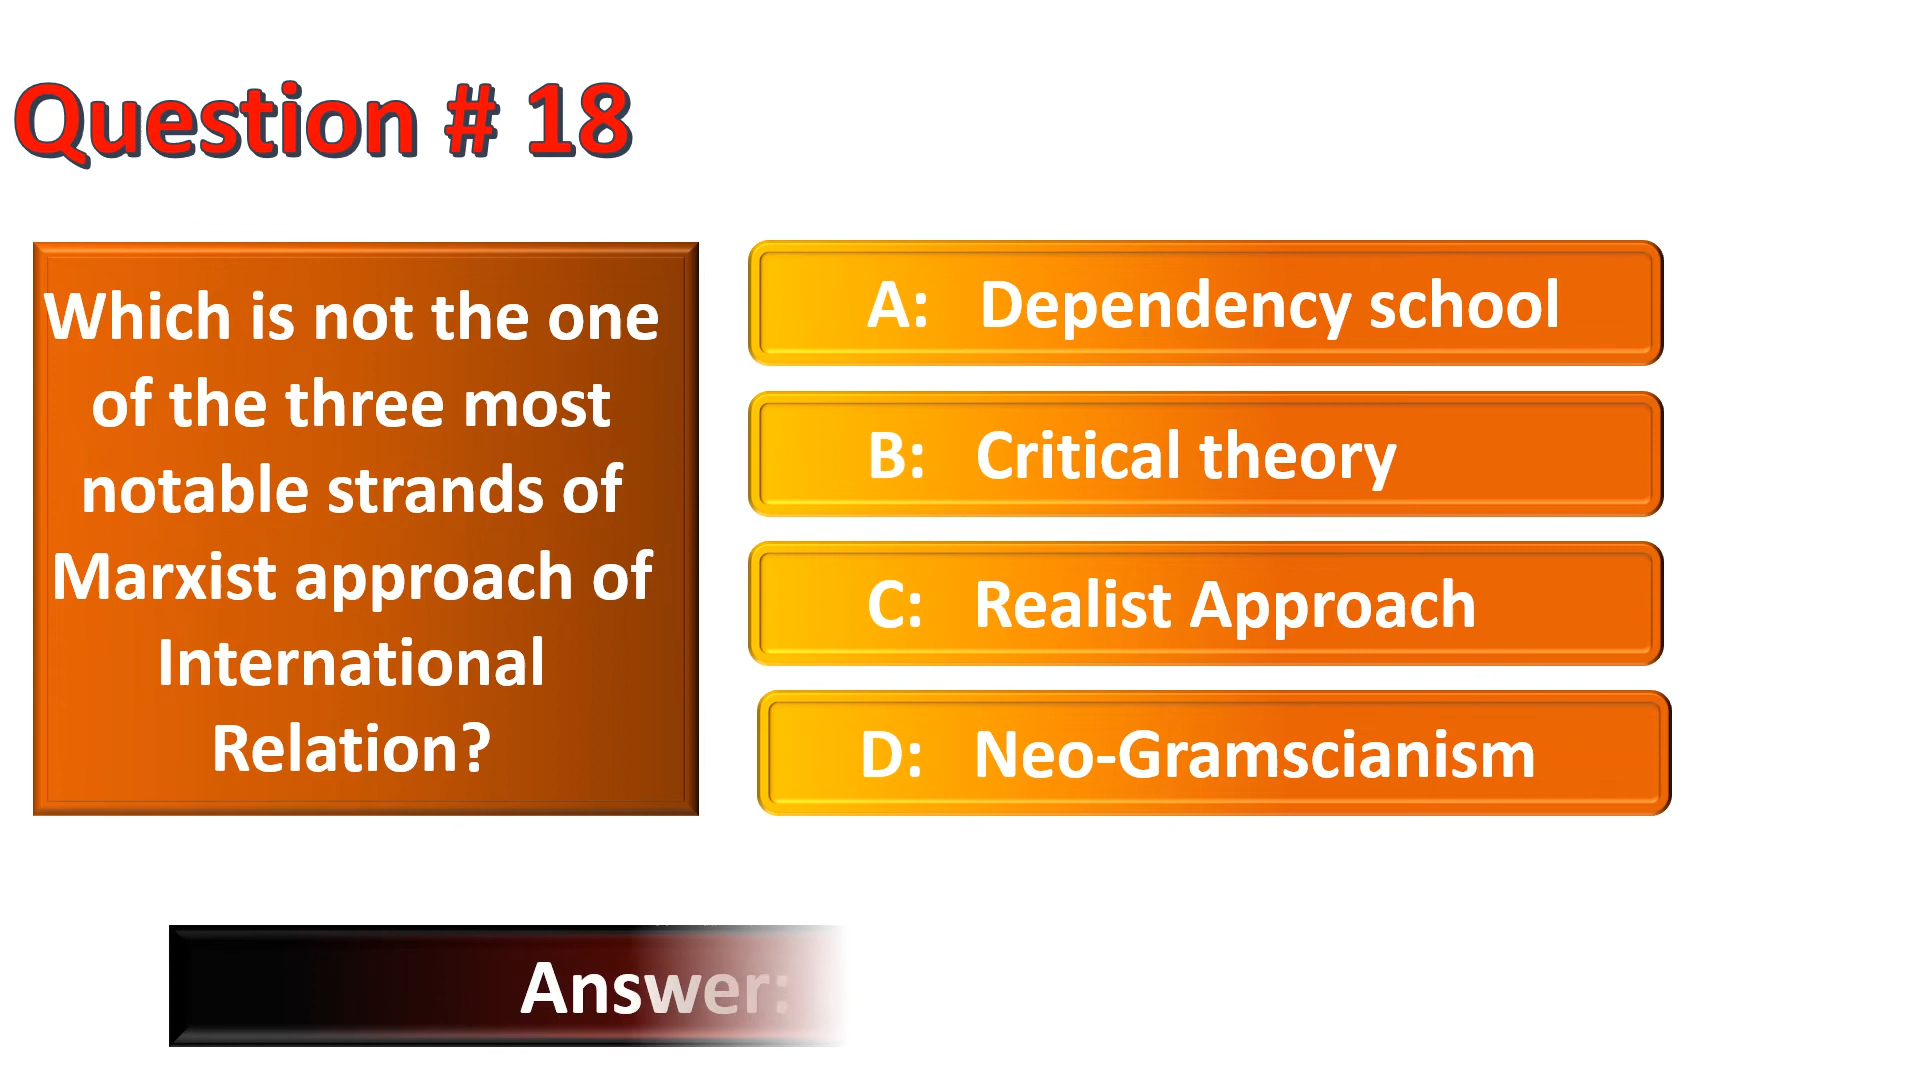 Question # 18
Which is not the one
of the three most
notable strands of
Marxist approach of
International
Relation?
A: Dependency school
B: Critical theory
C: Realist Approach
D: Neo-Gramscianism
Answer: